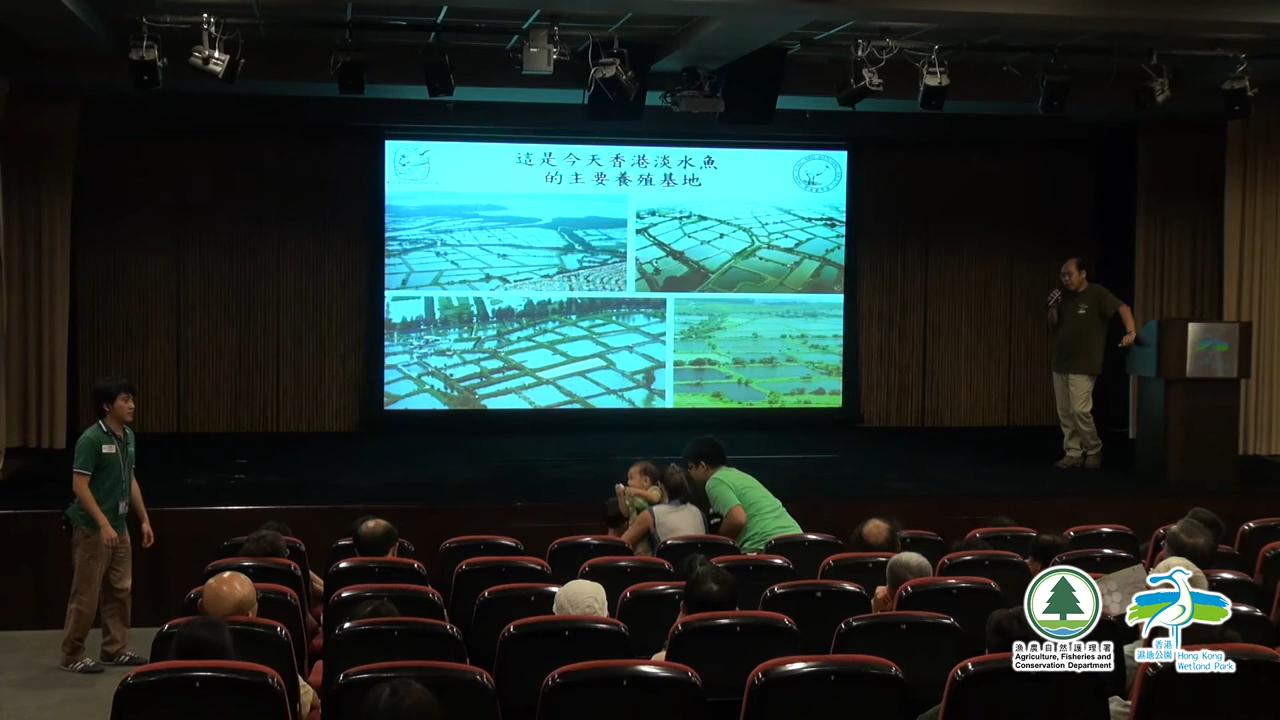 這是今天香港淡水魚
的主要養殖基地
漁農自然護理署
Agriculture, Fisheries and
Conservation Department
香港
濕地公園
Hong Kong
Wetland Park